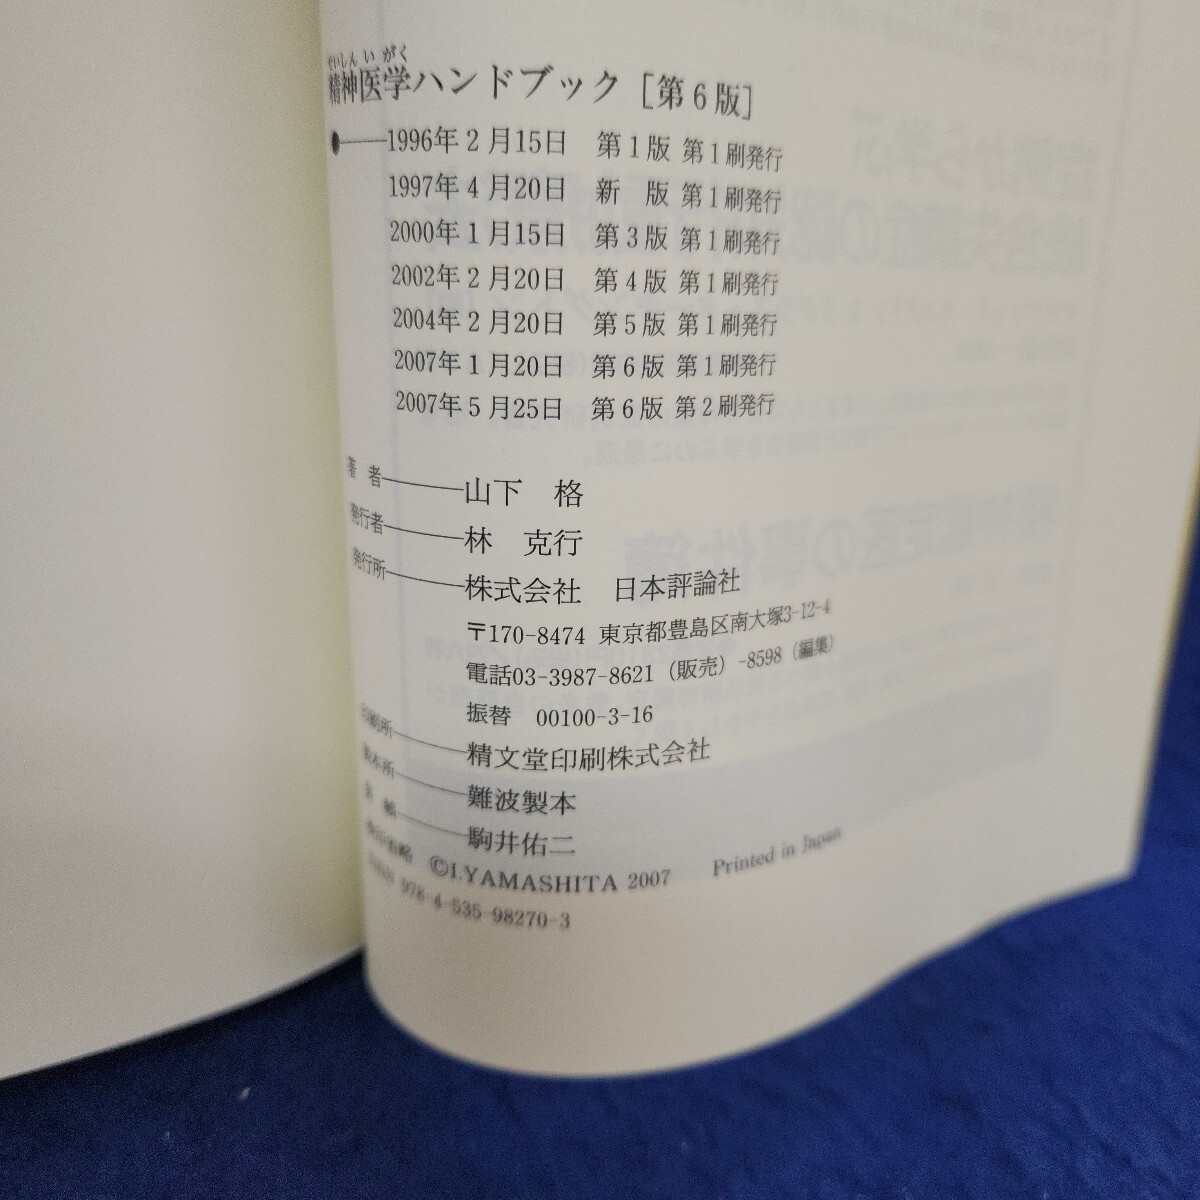 せいしん い がく
精神医学ハンドブック［第6版］
1996年2月15日　第1版 第1刷発行
1997年4月20日　新　版 第1刷発行
2000年1月15日　第3版 第1刷発行
2002年2月20日　第4版 第1刷発行
2004年2月20日　第5版 第1刷発行
2007年1月20日　第6版 第1刷発行
2007年5月25日　第6版 第2刷発行
著　者――山下　格
発行者――林　克行
発行所――株式会社　日本評論社
〒170-8474 東京都豊島区南大塚3-12-4
電話03-3987-8621（販売）-8598（編集）
振替　00100-3-16
印刷所――精文堂印刷株式会社
製本所――難波製本
装　幀――駒井佑二
検印省略　©I.YAMASHITA 2007　Printed in Japan
ISBN 978-4-535-98270-3